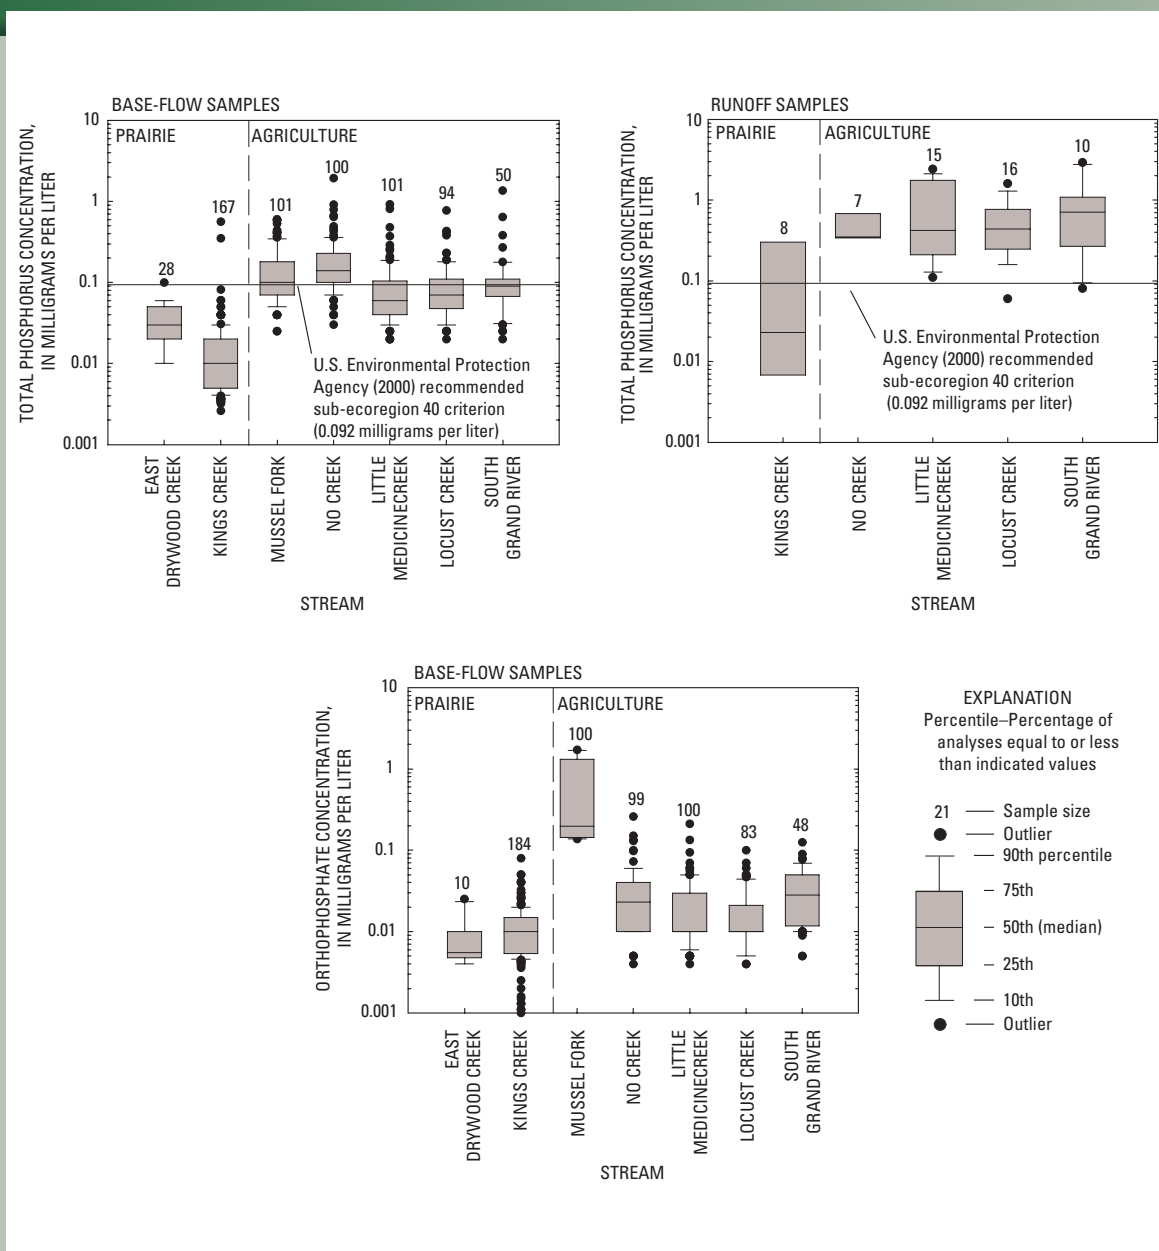 BASE-FLOW SAMPLES
PRAIRIE
AGRICULTURE
TOTAL PHOSPHORUS CONCENTRATION,
IN MILLIGRAMS PER LITER
10
1
0.1
0.01
0.001
28
167
101
100
101
94
50
U.S. Environmental Protection
Agency (2000) recommended
sub-ecoregion 40 criterion
(0.092 milligrams per liter)
EAST
DRYWOOD CREEK
KINGS CREEK
MUSSEL FORK
NO CREEK
LITTLE
MEDICINECREEK
LOCUST CREEK
SOUTH
GRAND RIVER
STREAM
RUNOFF SAMPLES
PRAIRIE
AGRICULTURE
TOTAL PHOSPHORUS CONCENTRATION,
IN MILLIGRAMS PER LITER
10
1
0.1
0.01
0.001
8
7
15
16
10
U.S. Environmental Protection
Agency (2000) recommended
sub-ecoregion 40 criterion
(0.092 milligrams per liter)
KINGS CREEK
NO CREEK
LITTLE
MEDICINECREEK
LOCUST CREEK
SOUTH
GRAND RIVER
STREAM
BASE-FLOW SAMPLES
PRAIRIE
AGRICULTURE
ORTHOPHOSPHATE CONCENTRATION,
IN MILLIGRAMS PER LITER
10
1
0.1
0.01
0.001
10
184
100
99
100
83
48
EAST
DRYWOOD CREEK
KINGS CREEK
MUSSEL FORK
NO CREEK
LITTLE
MEDICINECREEK
LOCUST CREEK
SOUTH
GRAND RIVER
STREAM
EXPLANATION
Percentile–Percentage of
analyses equal to or less
than indicated values
21 Sample size
Outlier
90th percentile
75th
50th (median)
25th
10th
Outlier